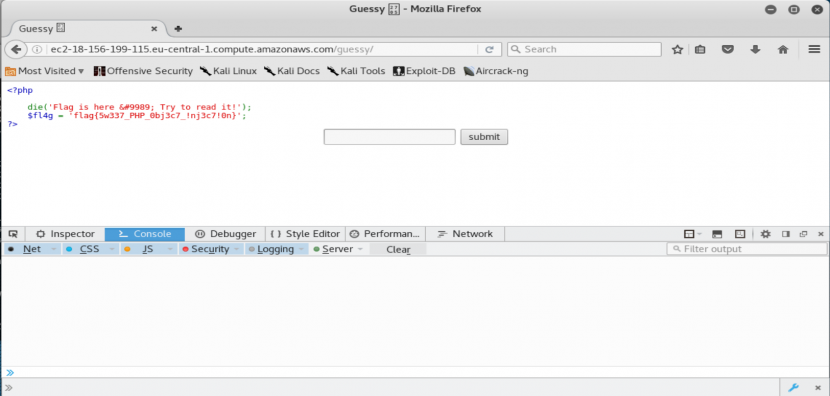 Guessy - Mozilla Firefox
Guessy
ec2-18-156-199-115.eu-central-1.compute.amazonaws.com/guessy/
Search
Most Visited
Offensive Security
Kali Linux
Kali Docs
Kali Tools
Exploit-DB
Aircrack-ng
<?php
die('Flag is here &#9989; Try to read it!');
$fl4g = 'flag{5w337_PHP_0bj3c7_!nj3c7!0n}';
?>
submit
Inspector
Console
Debugger
{ } Style Editor
Performan...
Network
Net
CSS
JS
Security
Logging
Server
Clear
Filter output